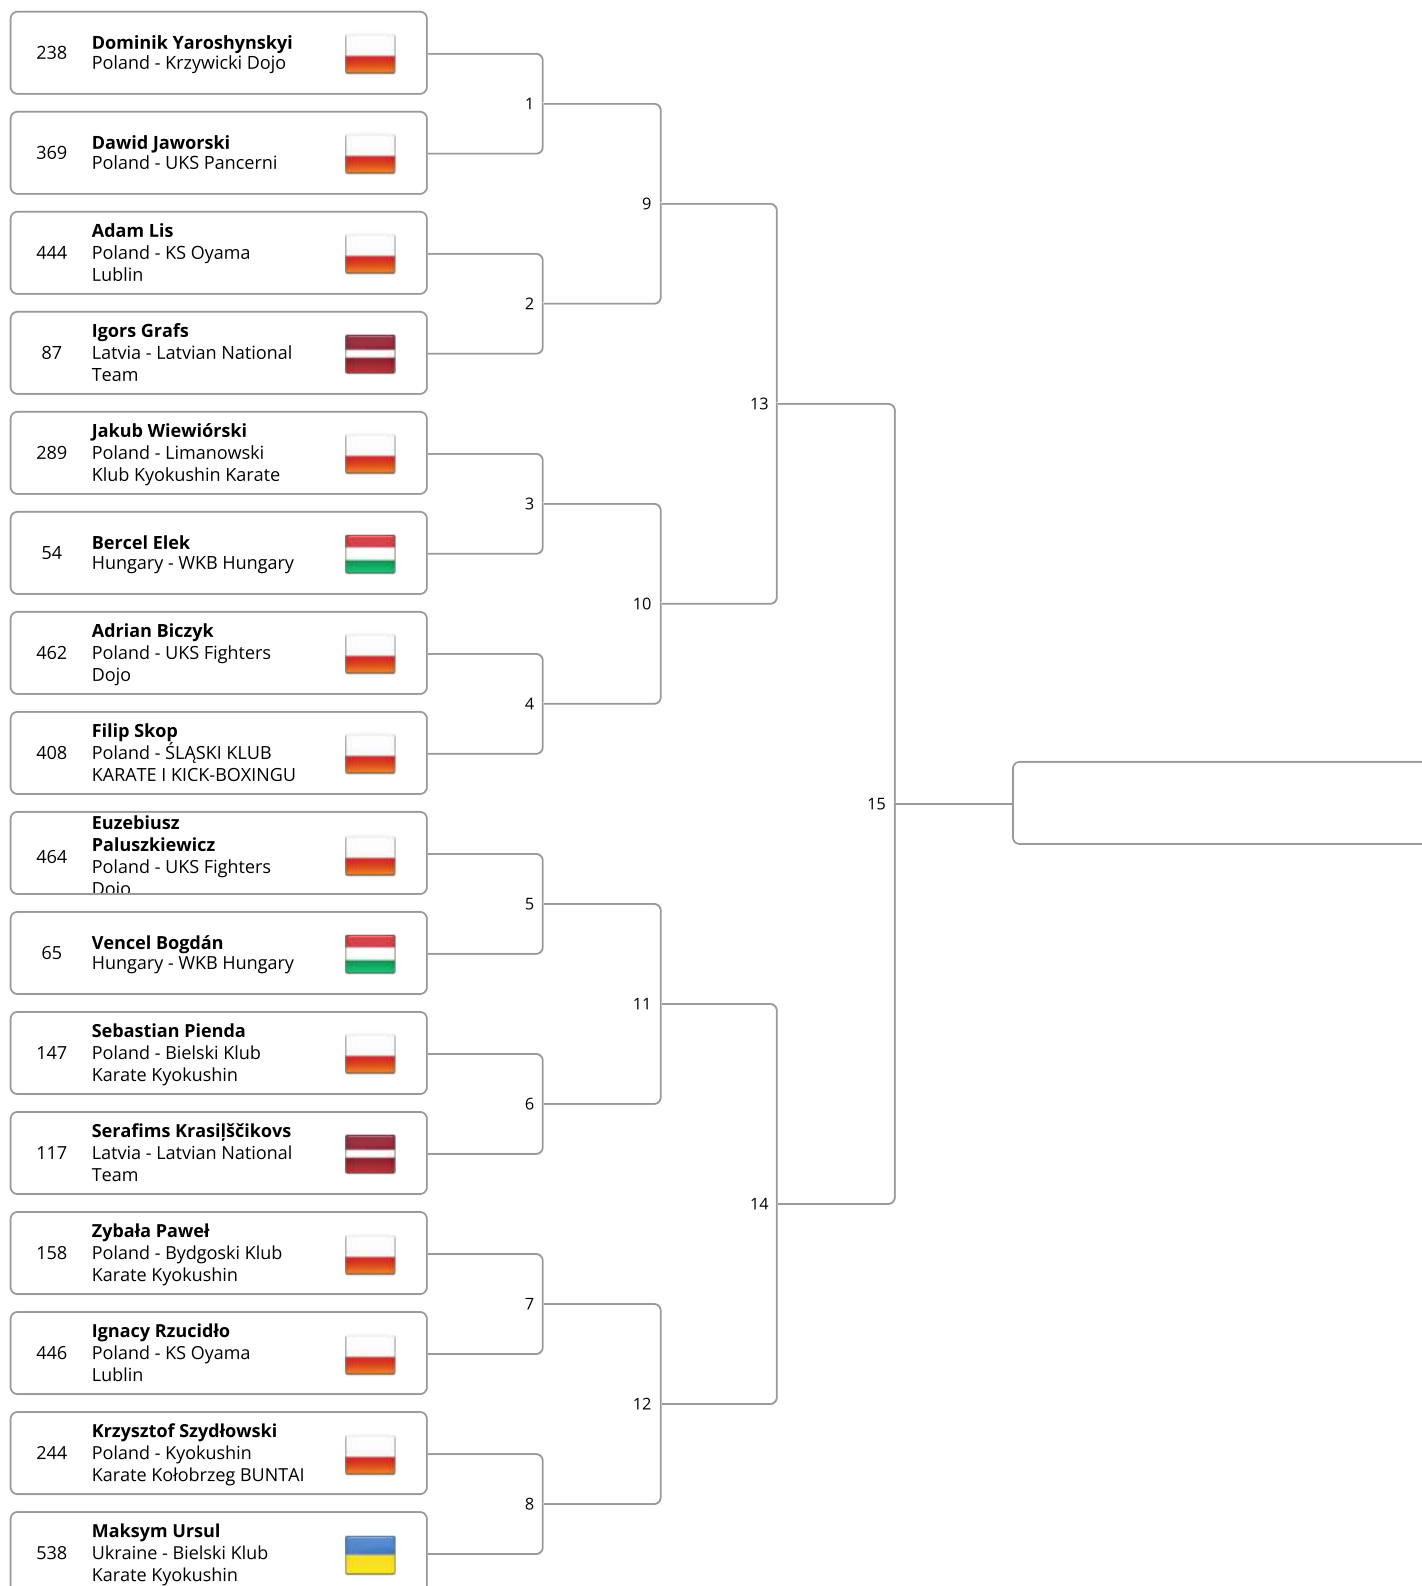 238
Dominik Yaroshynskyi
Poland - Krzywicki Dojo
1
369
Dawid Jaworski
Poland - UKS Pancerni
9
444
Adam Lis
Poland - KS Oyama
Lublin
2
87
Igors Grafs
Latvia - Latvian National
Team
13
289
Jakub Wiewiórski
Poland - Limanowski
Klub Kyokushin Karate
3
54
Bercel Elek
Hungary - WKB Hungary
10
462
Adrian Biczyk
Poland - UKS Fighters
Dojo
4
408
Filip Skop
Poland - ŚLĄSKI KLUB
KARATE I KICK-BOXINGU
15
464
Euzebiusz
Paluszkiewicz
Poland - UKS Fighters
Dojo
5
65
Vencel Bogdán
Hungary - WKB Hungary
11
147
Sebastian Pienda
Poland - Bielski Klub
Karate Kyokushin
6
117
Serafims Krasiļščikovs
Latvia - Latvian National
Team
14
158
Zybała Paweł
Poland - Bydgoski Klub
Karate Kyokushin
7
446
Ignacy Rzucidło
Poland - KS Oyama
Lublin
12
244
Krzysztof Szydłowski
Poland - Kyokushin
Karate Kołobrzeg BUNTAI
8
538
Maksym Ursul
Ukraine - Bielski Klub
Karate Kyokushin